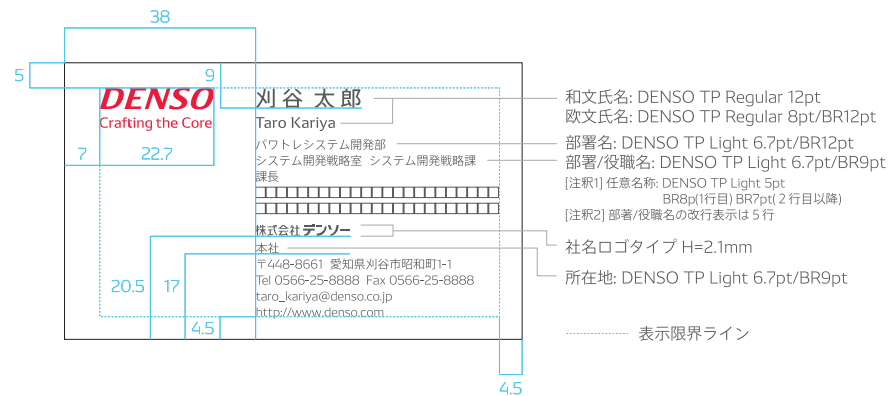 38
5
9
DENSO
Crafting the Core
7
22.7
刈谷 太郎
Taro Kariya
パワトレシステム開発部
システム開発戦略室 システム開発戦略課
課長
株式会社 デンソー
本社
〒448-8661 愛知県刈谷市昭和町1-1
Tel 0566-25-8888 Fax 0566-25-8888
taro_kariya@denso.co.jp
http://www.denso.com
20.5
17
4.5
4.5
和文氏名: DENSO TP Regular 12pt
欧文氏名: DENSO TP Regular 8pt/BR12pt
部署名: DENSO TP Light 6.7pt/BR12pt
部署/役職名: DENSO TP Light 6.7pt/BR9pt
[注釈1] 任意名称: DENSO TP Light 5pt
BR8p(1行目) BR7pt(２行目以降)
[注釈2] 部署/役職名の改行表示は 5 行
社名ロゴタイプ H=2.1mm
所在地: DENSO TP Light 6.7pt/BR9pt
表示限界ライン